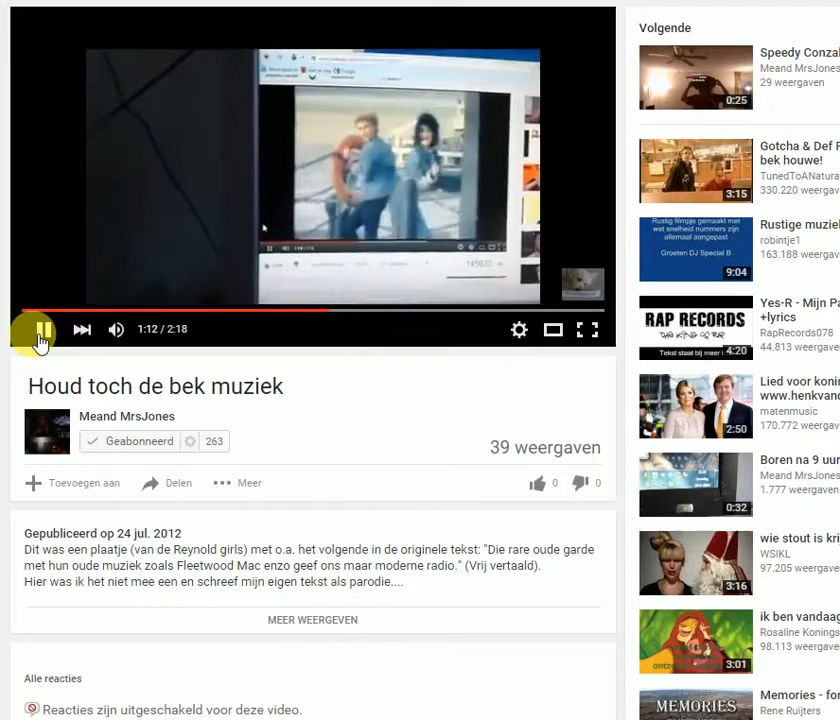 Volgende
1:12 / 2:18
Houd toch de bek muziek
Meand MrsJones
Geabonneerd 263
39 weergaven
Toevoegen aan Delen Meer 0 0
Gepubliceerd op 24 jul. 2012
Dit was een plaatje (van de Reynold girls) met o.a. het volgende in de originele tekst: "Die rare oude garde
met hun oude muziek zoals Fleetwood Mac enzo geef ons maar moderne radio." (Vrij vertaald).
Hier was ik het niet mee een en schreef mijn eigen tekst als parodie....
MEER WEERGEVEN
Alle reacties
Reacties zijn uitgeschakeld voor deze video.
Speedy Conzal
Meand MrsJones
29 weergaven
0:25
Gotcha & Def
bek houwe!
TunedToANatura
330.220 weergave
3:15
Rustige muziel
robintje1
163.188 weergave
Rustig filmpje gemaakt met
wat snelheid nummers zijn
allemaal aangepast
Groeten DJ Special B
9:04
Yes-R - Mijn Pa
+lyrics
RapRecords078
44.813 weergave
RAP RECORDS
4:20
Lied voor koni
www.henkvan
matenmusic
170.772 weergave
2:50
Boren na 9 uur
Meand MrsJones
1.777 weergaven
0:32
wie stout is kri
WSIKL
97.205 weergave
3:16
ik ben vandaag
Rosaline Konings
98.113 weergave
3:01
Memories - for
Rene Ruijters
MEMORIES